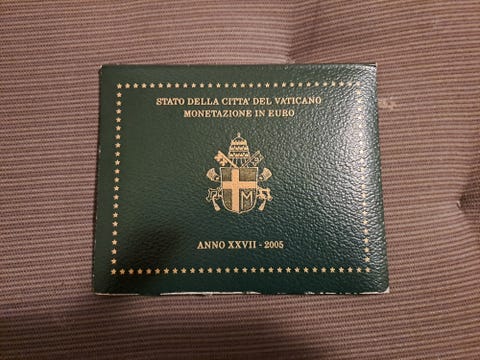 STATO DELLA CITTA' DEL VATICANO
MONETAZIONE IN EURO
M
ANNO XXVII - 2005